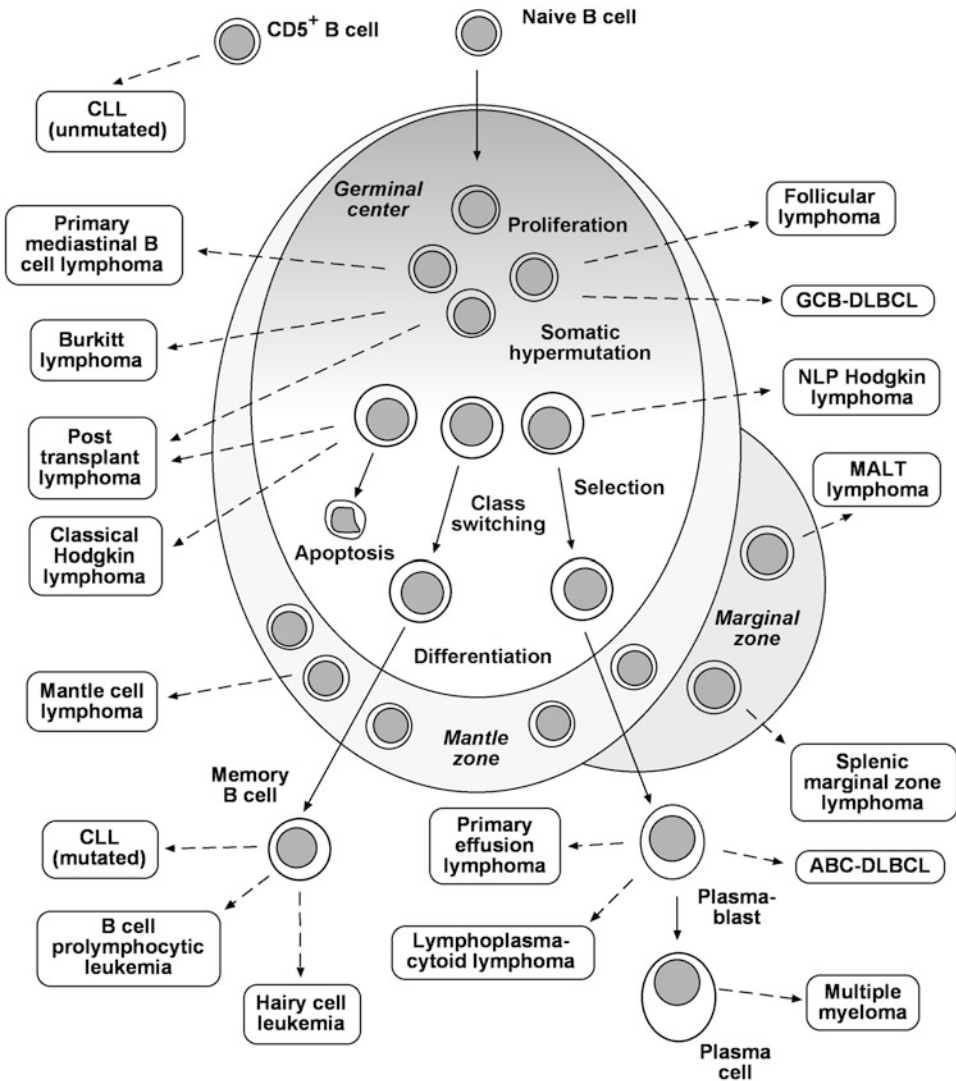 CD5+ B cell
Naive B cell
CLL
(unmutated)
Germinal
center
Proliferation
Follicular
lymphoma
Primary
mediastinal B
cell lymphoma
GCB-DLBCL
Burkitt
lymphoma
Somatic
hypermutation
NLP Hodgkin
lymphoma
Post
transplant
lymphoma
MALT
lymphoma
Class
switching
Selection
Classical
Hodgkin
lymphoma
Apoptosis
Marginal
zone
Differentiation
Mantle cell
lymphoma
Mantle
zone
Splenic
marginal zone
lymphoma
Memory
B cell
CLL
(mutated)
Primary
effusion
lymphoma
ABC-DLBCL
Plasma-
blast
B cell
prolymphocytic
leukemia
Lymphoplasma-
cytoid lymphoma
Hairy cell
leukemia
Multiple
myeloma
Plasma
cell